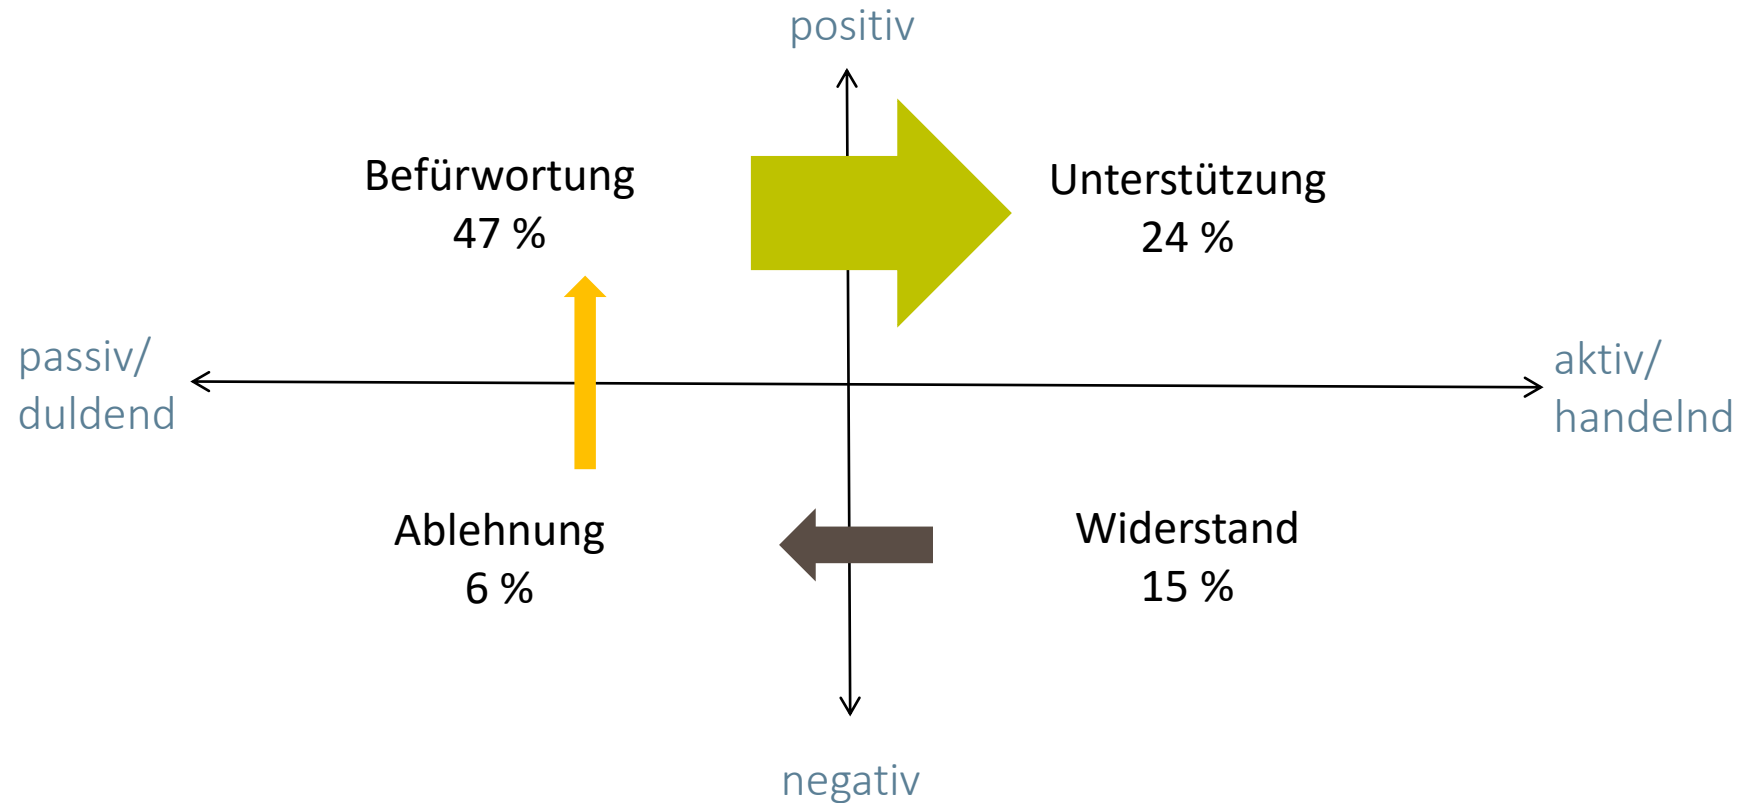 positiv
Befürwortung
47 %
Unterstützung
24 %
passiv/
duldend
aktiv/
handelnd
Ablehnung
6 %
Widerstand
15 %
negativ